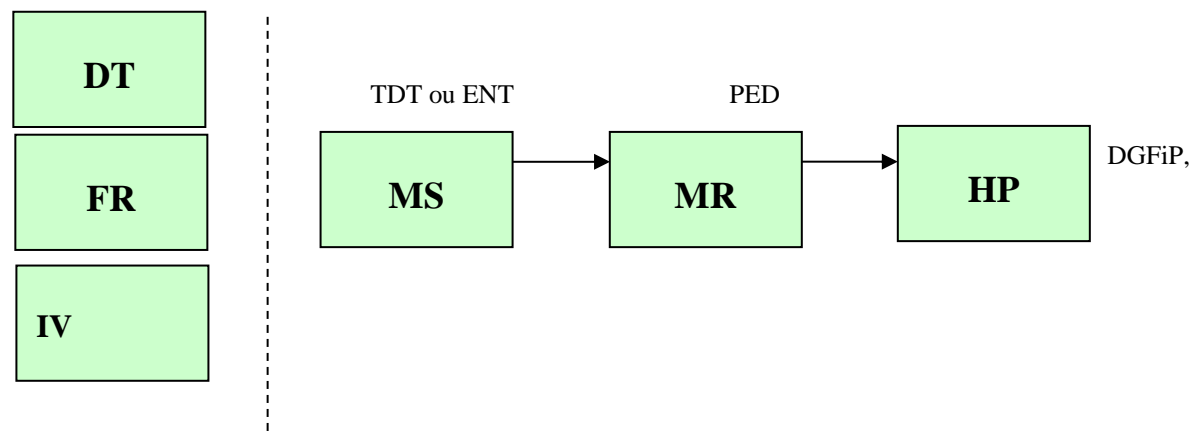 DT
FR
IV
TDT ou ENT
PED
MS
MR
HP
DGFiP,